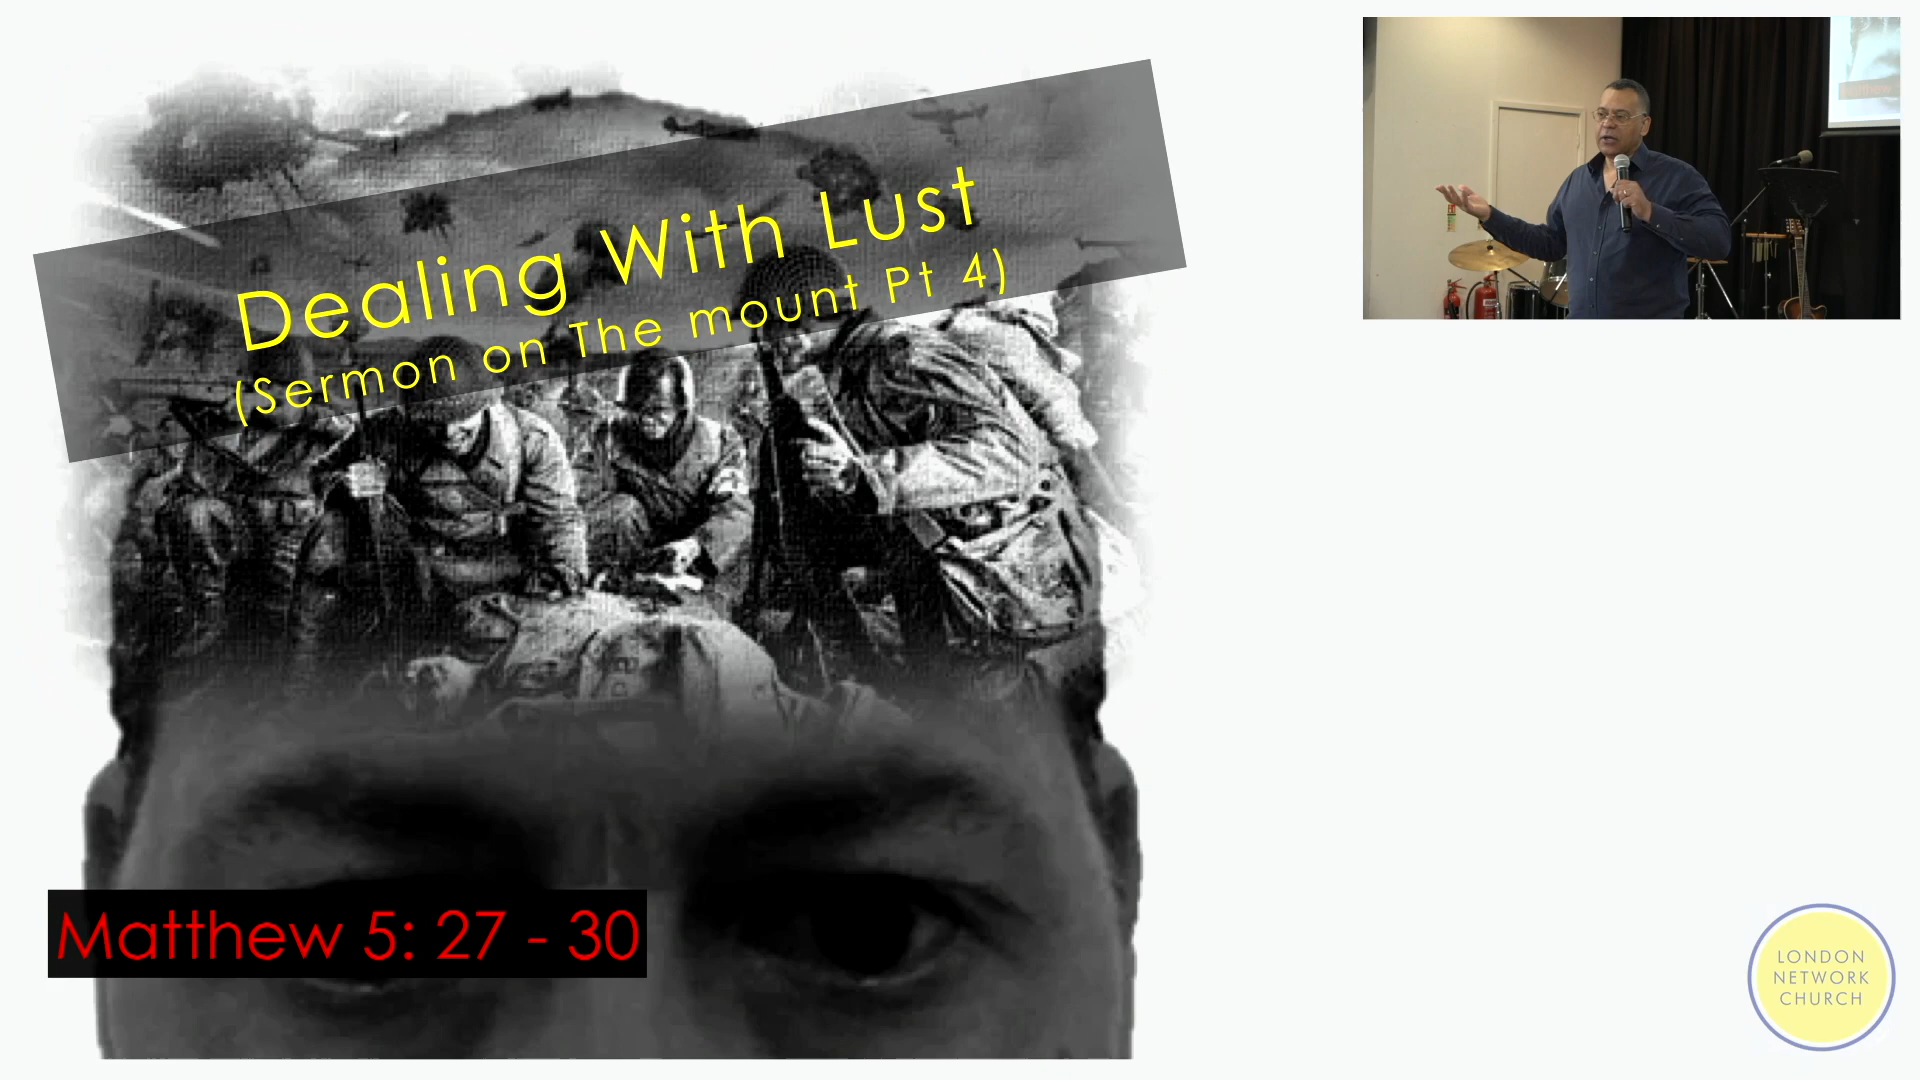 Dealing With Lust
(Sermon on The mount Pt 4)
Matthew 5: 27 - 30
LONDON
NETWORK
CHURCH